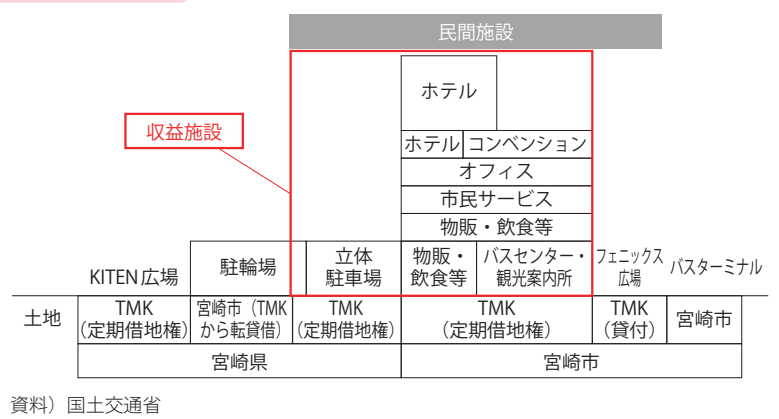 民間施設
ホテル
収益施設
ホテル コンベンション
オフィス
市民サービス
物販・飲食等
KITEN広場
駐輪場
立体
駐車場
物販・
飲食等
バスセンター・
観光案内所
フェニックス
広場
バスターミナル
土地
TMK
(定期借地権)
宮崎市(TMK
から転貸借)
TMK
(定期借地権)
TMK
(定期借地権)
TMK
(貸付)
宮崎市
宮崎県
宮崎市
資料)国土交通省